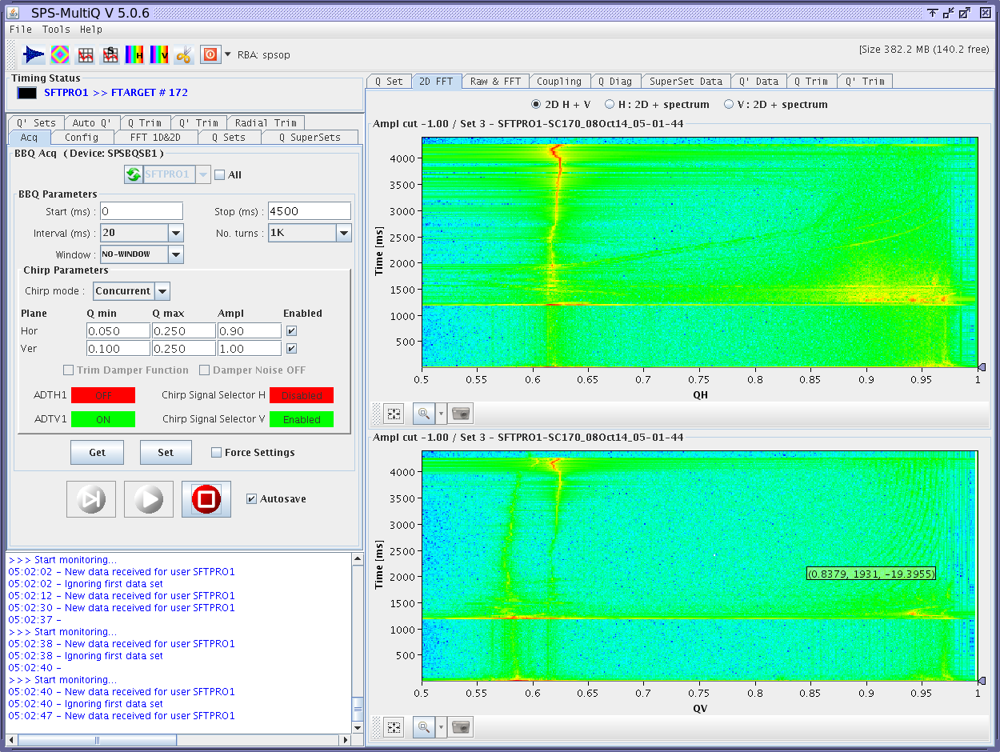 SPS-MultiQ V 5.0.6
File Tools Help
S H V RBA: spsop [Size 382.2 MB (140.2 free)
Timing Status
SFTPRO1 >> FTARGET # 172
Q' Sets Auto Q' Q Trim Q' Trim Radial Trim
Acq Config FFT 1D&2D Q Sets Q SuperSets
BBQ Acq ( Device: SPSBQSB1 )
SFTPRO1 All
BBQ Parameters
Start (ms) : 0 Stop (ms) : 4500
Interval (ms) : 20 No. turns : 1K
Window : NO-WINDOW
Chirp Parameters
Chirp mode : Concurrent
Plane Q min Q max Ampl Enabled
Hor 0.050 0.250 0.90
Ver 0.100 0.250 1.00
Trim Damper Function Damper Noise OFF
ADTH1 OFF Chirp Signal Selector H Disabled
ADTV1 ON Chirp Signal Selector V Enabled
Get Set Force Settings
Autosave
>>> Start monitoring...
05:02:02 - New data received for user SFTPRO1
05:02:02 - Ignoring first data set
05:02:12 - New data received for user SFTPRO1
05:02:30 - New data received for user SFTPRO1
05:02:37 -
>>> Start monitoring...
05:02:38 - New data received for user SFTPRO1
05:02:38 - Ignoring first data set
05:02:40 -
>>> Start monitoring...
05:02:40 - New data received for user SFTPRO1
05:02:40 - Ignoring first data set
05:02:47 - New data received for user SFTPRO1
Q Set 2D FFT Raw & FFT Coupling Q Diag SuperSet Data Q' Data Q Trim Q' Trim
2D H + V H : 2D + spectrum V : 2D + spectrum
Ampl cut -1.00 / Set 3 - SFTPRO1-SC170_08Oct14_05-01-44
Time [ms]
4000
3500
3000
2500
2000
1500
1000
500
0.5 0.55 0.6 0.65 0.7 0.75 0.8 0.85 0.9 0.95 1
QH
Ampl cut -1.00 / Set 3 - SFTPRO1-SC170_08Oct14_05-01-44
Time [ms]
4000
3500
3000
2500
2000
1500
1000
500
(0.8379, 1931, -19.3955)
0.5 0.55 0.6 0.65 0.7 0.75 0.8 0.85 0.9 0.95 1
QV